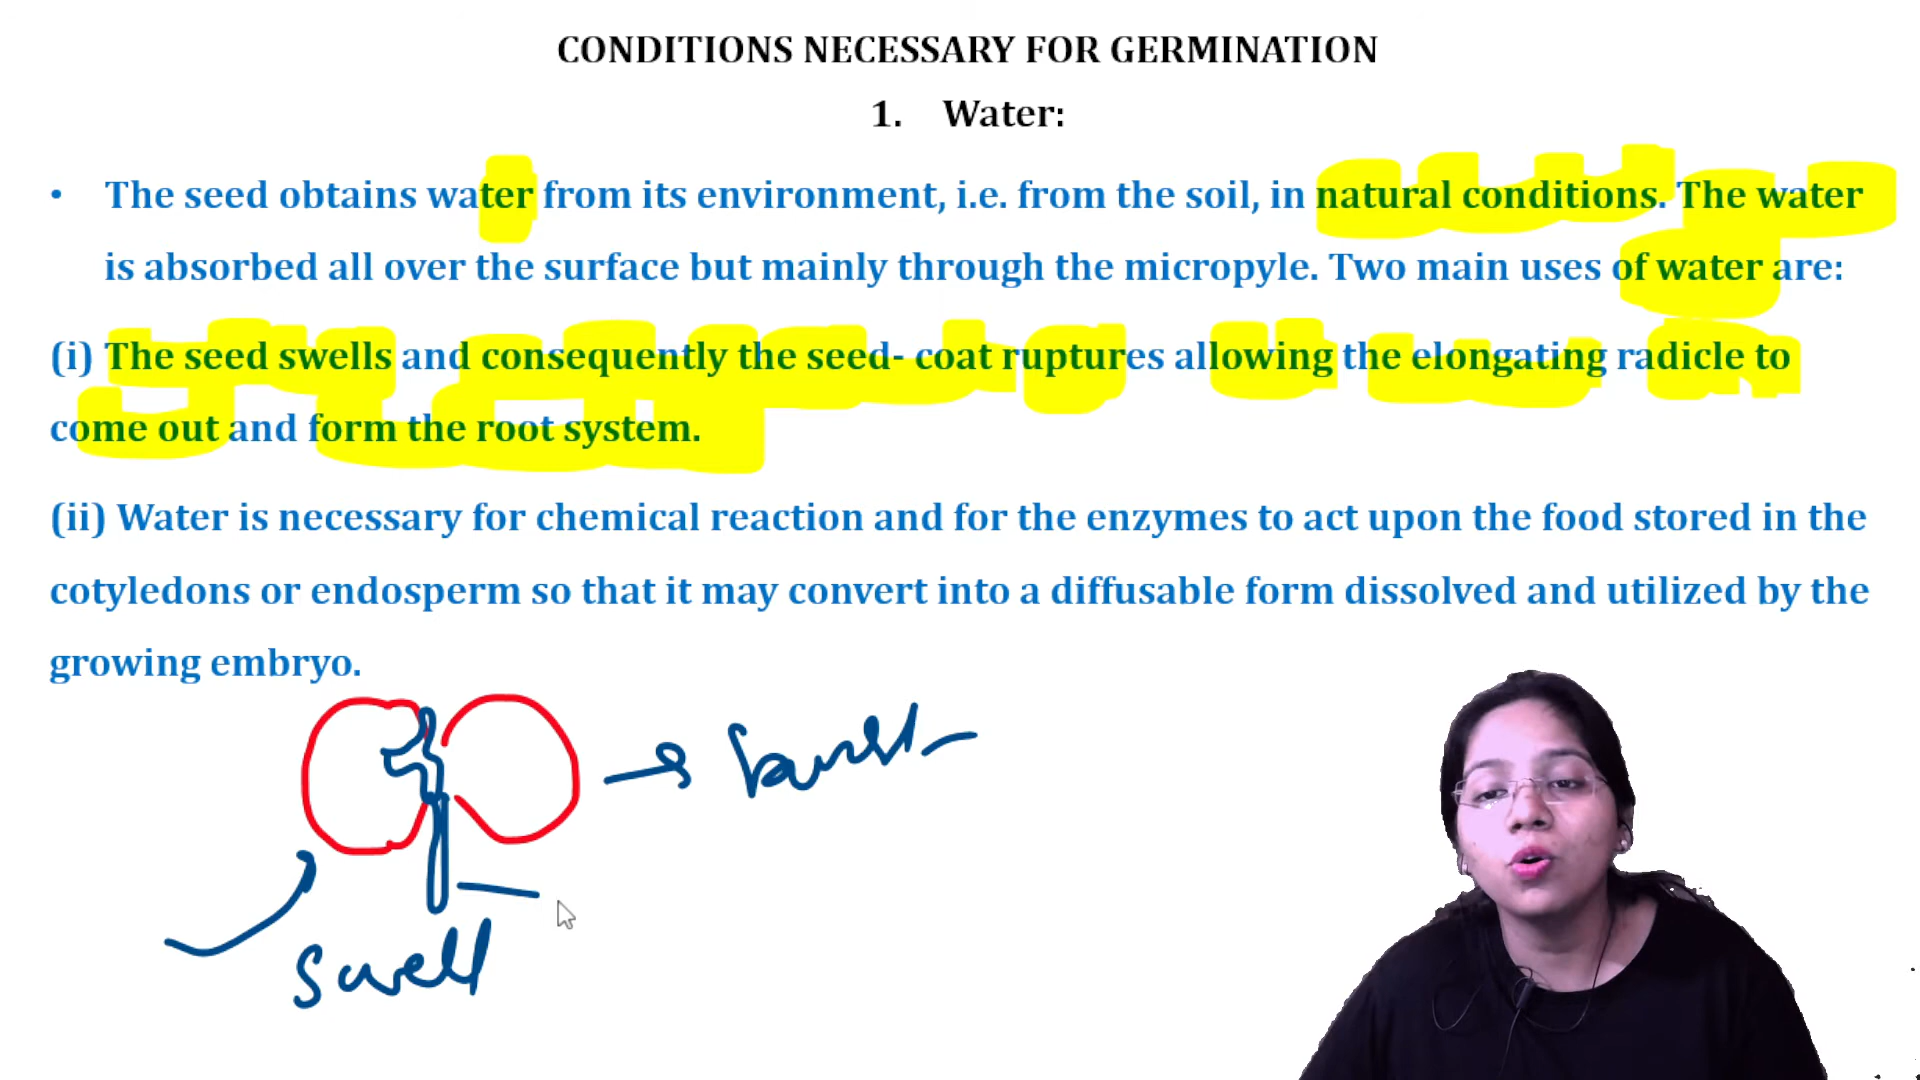 CONDITIONS NECESSARY FOR GERMINATION
1. Water:
• The seed obtains water from its environment, i.e. from the soil, in natural conditions. The water
is absorbed all over the surface but mainly through the micropyle. Two main uses of water are:
(i) The seed swells and consequently the seed- coat ruptures allowing the elongating radicle to
come out and form the root system.
(ii) Water is necessary for chemical reaction and for the enzymes to act upon the food stored in the
cotyledons or endosperm so that it may convert into a diffusable form dissolved and utilized by the
growing embryo.
burst
swell